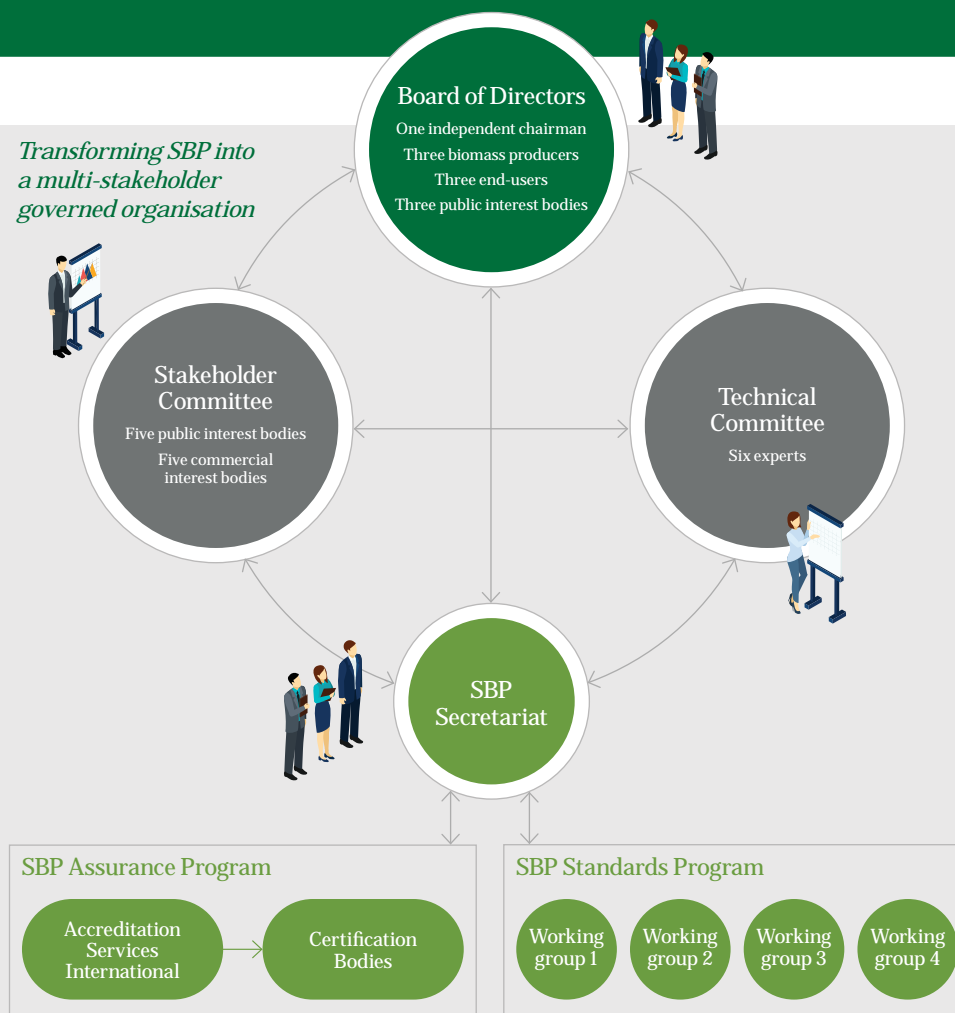 Board of Directors
One independent chairman
Three biomass producers
Three end-users
Three public interest bodies
Transforming SBP into
a multi-stakeholder
governed organisation
Stakeholder
Committee
Five public interest bodies
Five commercial
interest bodies
Technical
Committee
Six experts
SBP
Secretariat
SBP Assurance Program
Accreditation
Services
International
Certification
Bodies
SBP Standards Program
Working
group 1
Working
group 2
Working
group 3
Working
group 4